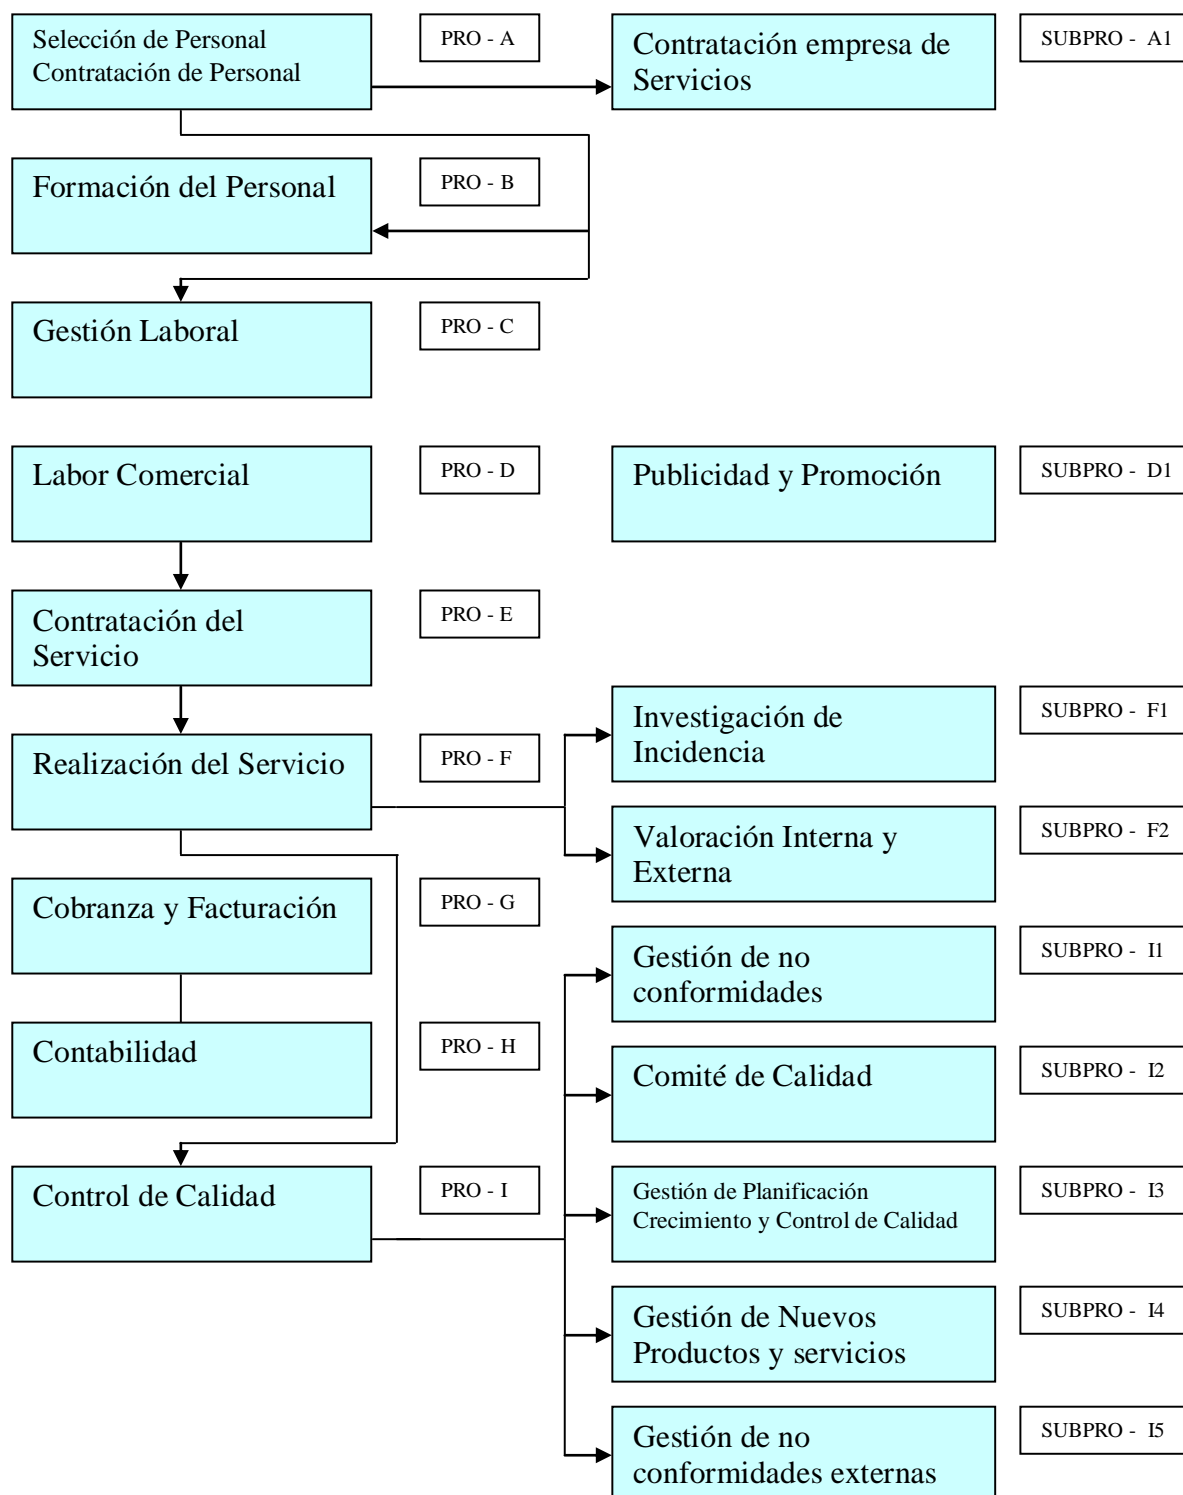 Selección de Personal
Contratación de Personal
PRO - A
Contratación empresa de
Servicios
SUBPRO - A1
Formación del Personal
PRO - B
Gestión Laboral
PRO - C
Labor Comercial
PRO - D
Publicidad y Promoción
SUBPRO - D1
Contratación del
Servicio
PRO - E
Realización del Servicio
PRO - F
Investigación de
Incidencia
SUBPRO - F1
Valoración Interna y
Externa
SUBPRO - F2
Cobranza y Facturación
PRO - G
Gestión de no
conformidades
SUBPRO - I1
Contabilidad
PRO - H
Comité de Calidad
SUBPRO - I2
Control de Calidad
PRO - I
Gestión de Planificación
Crecimiento y Control de Calidad
SUBPRO - I3
Gestión de Nuevos
Productos y servicios
SUBPRO - I4
Gestión de no
conformidades externas
SUBPRO - I5